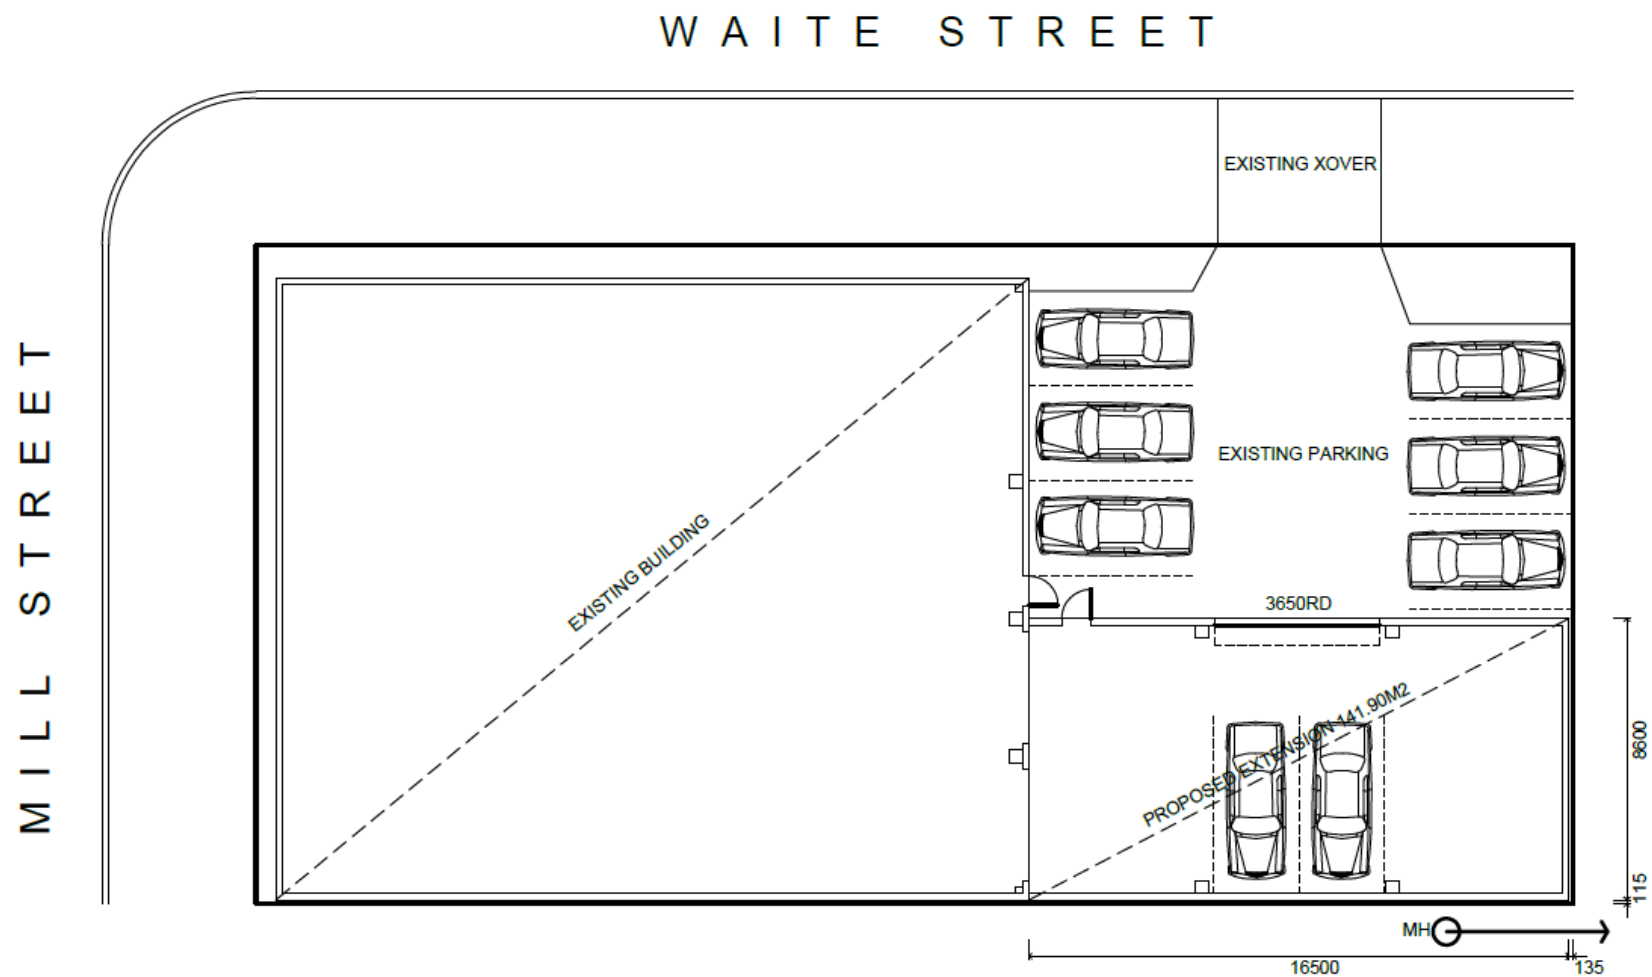 WAITE STREET
EXISTING XOVER
MILL STREET
EXISTING PARKING
EXISTING BUILDING
3650RD
PROPOSED EXTENSION 141.90M2
8600
115
MH
16500
135